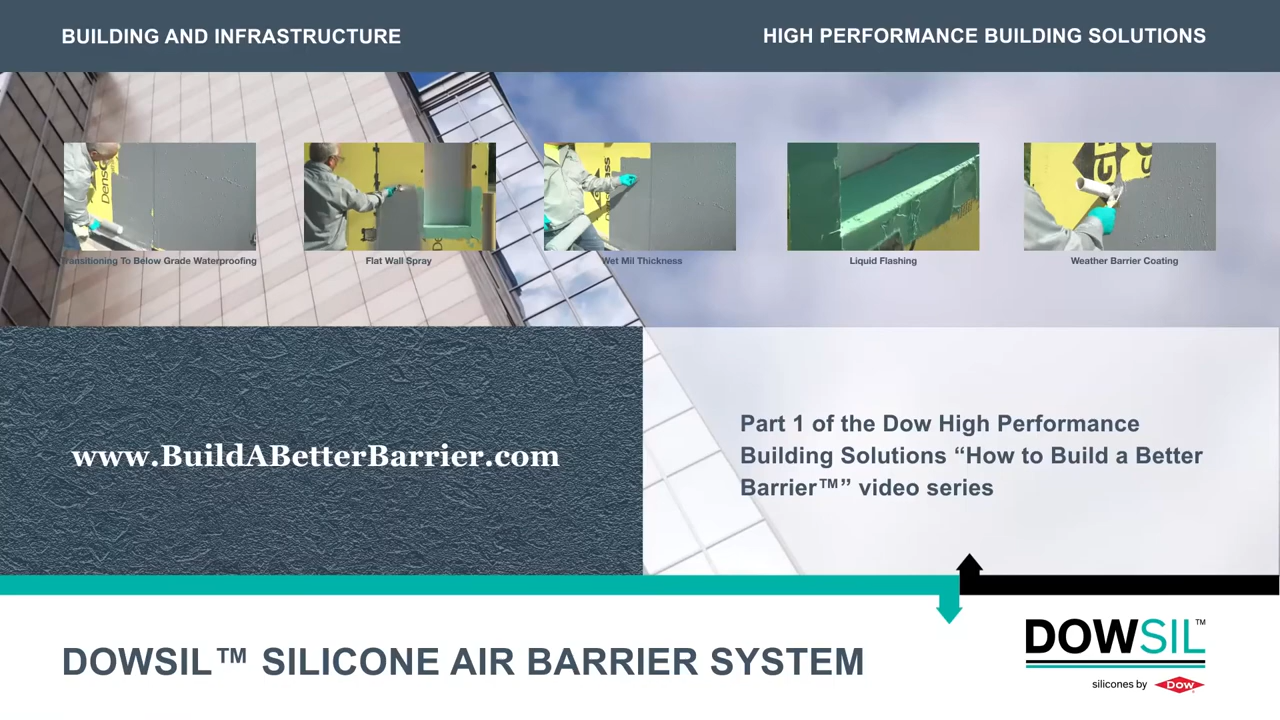 BUILDING AND INFRASTRUCTURE
HIGH PERFORMANCE BUILDING SOLUTIONS
Transitioning To Below Grade Waterproofing
Flat Wall Spray
Wet Mil Thickness
Liquid Flashing
Weather Barrier Coating
www.BuildABetterBarrier.com
Part 1 of the Dow High Performance
Building Solutions “How to Build a Better
Barrier™” video series
DOWSIL™ SILICONE AIR BARRIER SYSTEM
DOWSIL™
silicones by Dow